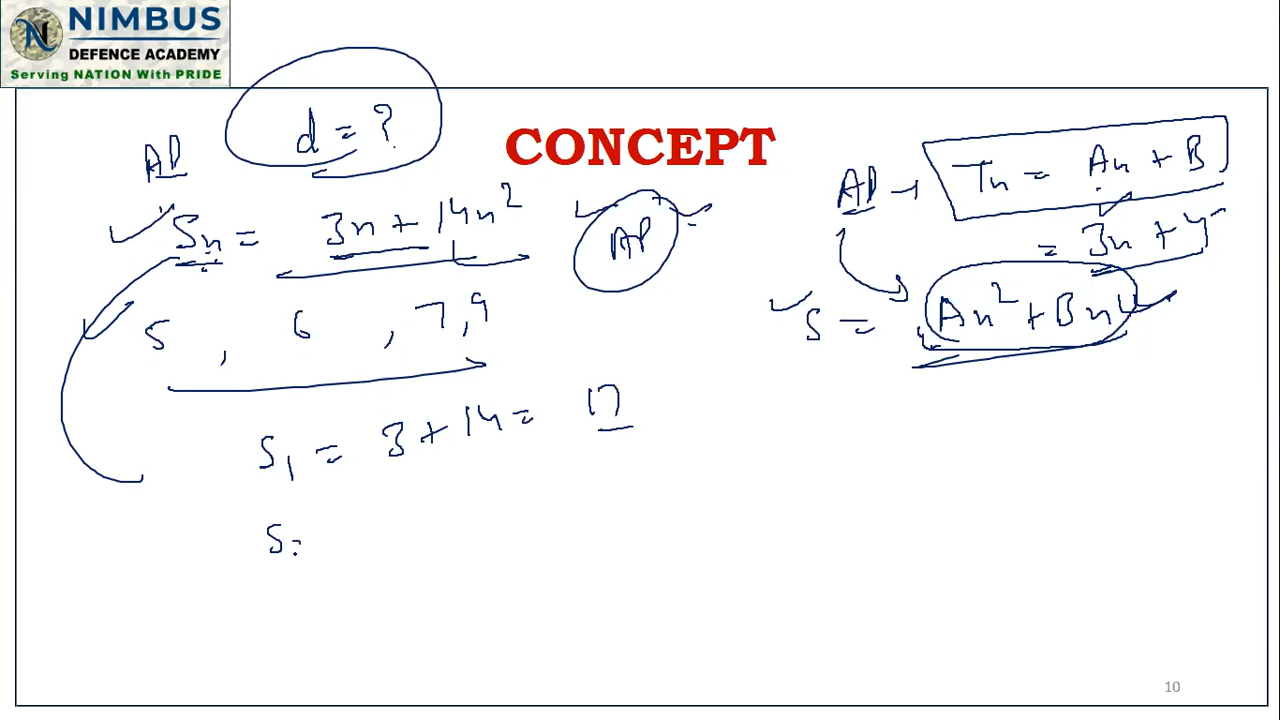 NIMBUS
DEFENCE ACADEMY
Serving NATION With PRIDE
d = ?
CONCEPT
AP
Sn = 3n + 14n²
AP
5, 6, 7, 9
S₁ = 3 + 14 = 17
S =
AP → Tn = An + B
= 3n + 4
S = An² + Bn
10